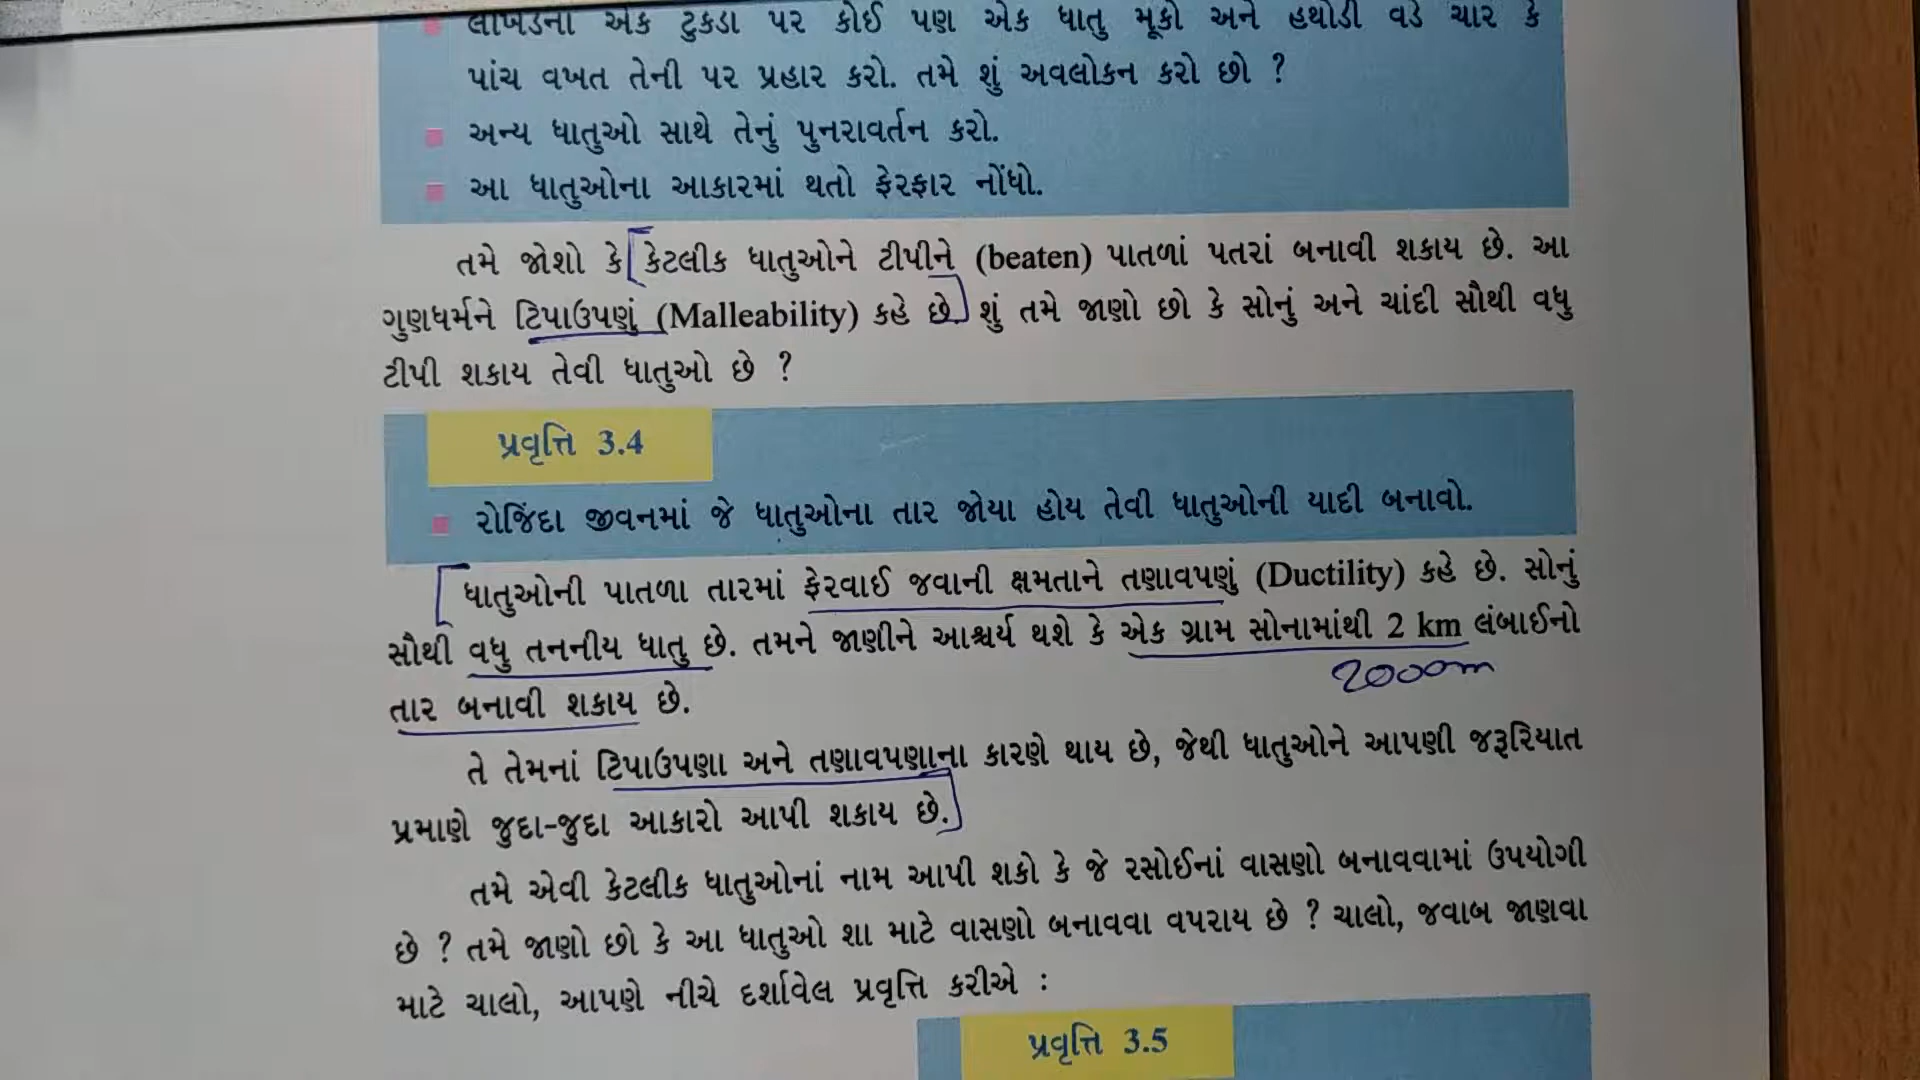 લોખંડના એક ટુકડા પર કોઈ પણ એક ધાતુ મૂકો અને હથોડી વડે ચાર કે
પાંચ વખત તેની પર પ્રહાર કરો. તમે શું અવલોકન કરો છો ?
અન્ય ધાતુઓ સાથે તેનું પુનરાવર્તન કરો.
આ ધાતુઓના આકારમાં થતો ફેરફાર નોંધો.
તમે જોશો કે કેટલીક ધાતુઓને ટીપીને (beaten) પાતળાં પતરાં બનાવી શકાય છે. આ
ગુણધર્મને ટિપાઉપણું (Malleability) કહે છે. શું તમે જાણો છો કે સોનું અને ચાંદી સૌથી વધુ
ટીપી શકાય તેવી ધાતુઓ છે ?
પ્રવૃત્તિ 3.4
રોજિંદા જીવનમાં જે ધાતુઓના તાર જોયા હોય તેવી ધાતુઓની યાદી બનાવો.
ધાતુઓની પાતળા તારમાં ફેરવાઈ જવાની ક્ષમતાને તણાવપણું (Ductility) કહે છે. સોનું
સૌથી વધુ તનનીય ધાતુ છે. તમને જાણીને આશ્ચર્ય થશે કે એક ગ્રામ સોનામાંથી 2 km લંબાઈનો
2000m
તાર બનાવી શકાય છે.
તે તેમનાં ટિપાઉપણા અને તણાવપણાના કારણે થાય છે, જેથી ધાતુઓને આપણી જરૂરિયાત
પ્રમાણે જુદા-જુદા આકારો આપી શકાય છે.
તમે એવી કેટલીક ધાતુઓનાં નામ આપી શકો કે જે રસોઈનાં વાસણો બનાવવામાં ઉપયોગી
છે ? તમે જાણો છો કે આ ધાતુઓ શા માટે વાસણો બનાવવા વપરાય છે ? ચાલો, જવાબ જાણવા
માટે ચાલો, આપણે નીચે દર્શાવેલ પ્રવૃત્તિ કરીએ :
પ્રવૃત્તિ 3.5